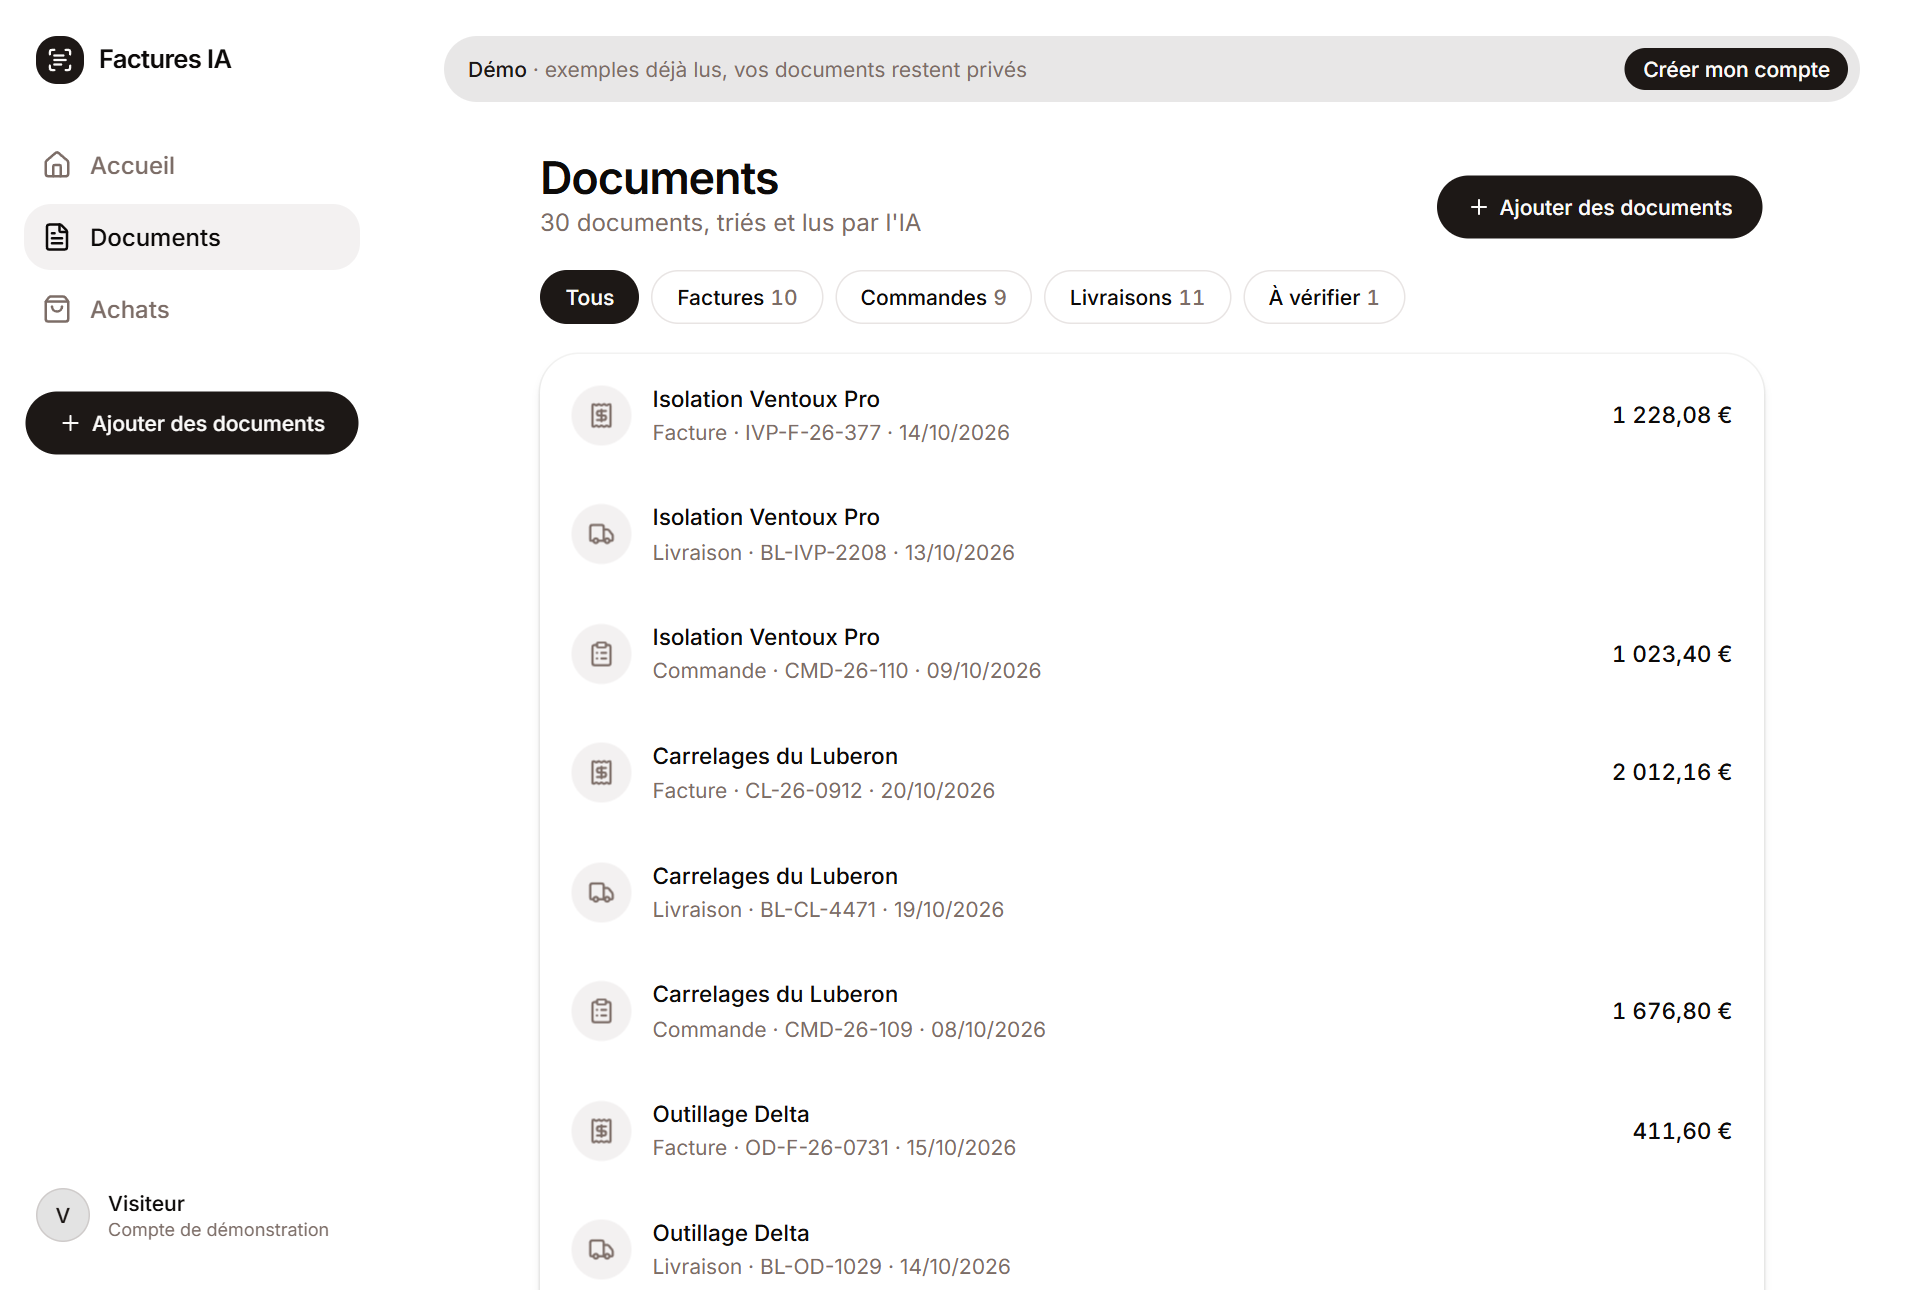 Factures IA
Accueil
Documents
Achats
+ Ajouter des documents
V
Visiteur
Compte de démonstration
Démo · exemples déjà lus, vos documents restent privés
Créer mon compte
Documents
30 documents, triés et lus par l'IA
+ Ajouter des documents
Tous
Factures 10
Commandes 9
Livraisons 11
À vérifier 1
Isolation Ventoux Pro
Facture · IVP-F-26-377 · 14/10/2026
1 228,08 €
Isolation Ventoux Pro
Livraison · BL-IVP-2208 · 13/10/2026
Isolation Ventoux Pro
Commande · CMD-26-110 · 09/10/2026
1 023,40 €
Carrelages du Luberon
Facture · CL-26-0912 · 20/10/2026
2 012,16 €
Carrelages du Luberon
Livraison · BL-CL-4471 · 19/10/2026
Carrelages du Luberon
Commande · CMD-26-109 · 08/10/2026
1 676,80 €
Outillage Delta
Facture · OD-F-26-0731 · 15/10/2026
411,60 €
Outillage Delta
Livraison · BL-OD-1029 · 14/10/2026